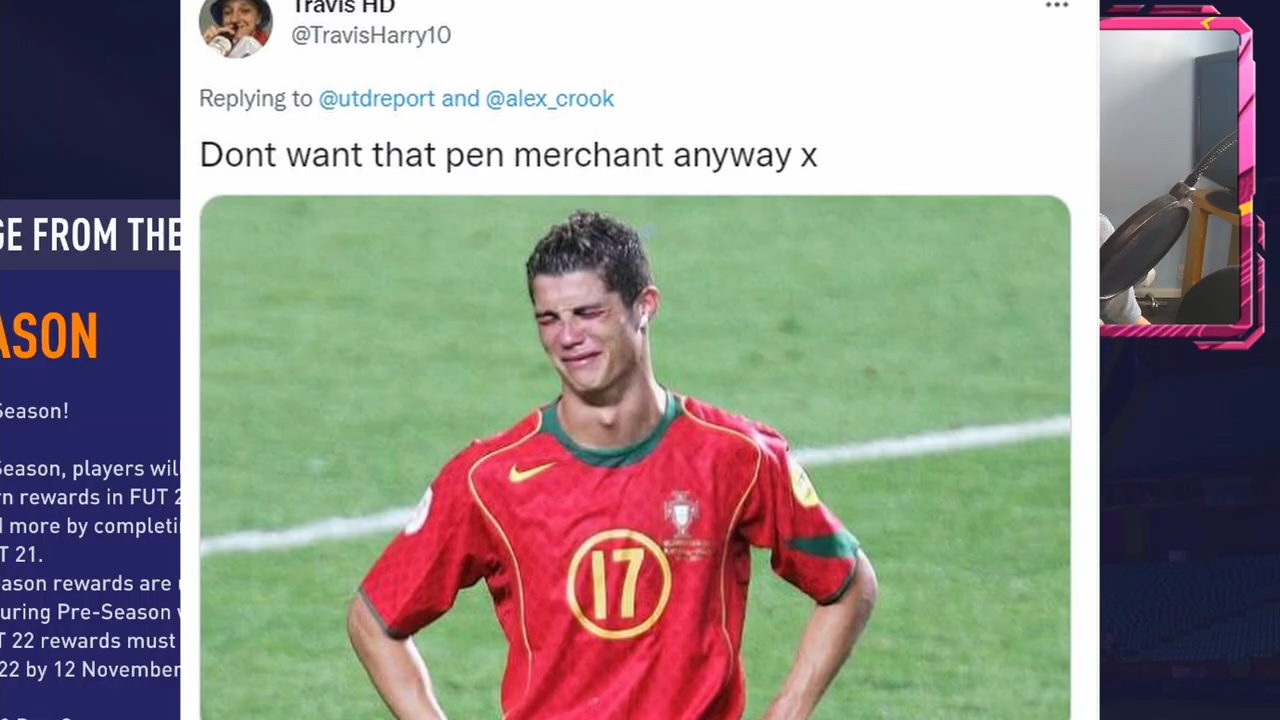 Travis HD
@TravisHarry10
Replying to @utdreport and @alex_crook
Dont want that pen merchant anyway x
GE FROM THE
ASON
Season!
Season, players wil
rn rewards in FUT 2
d more by completi
T 21.
ason rewards are
uring Pre-Season
T 22 rewards must
22 by 12 November
17